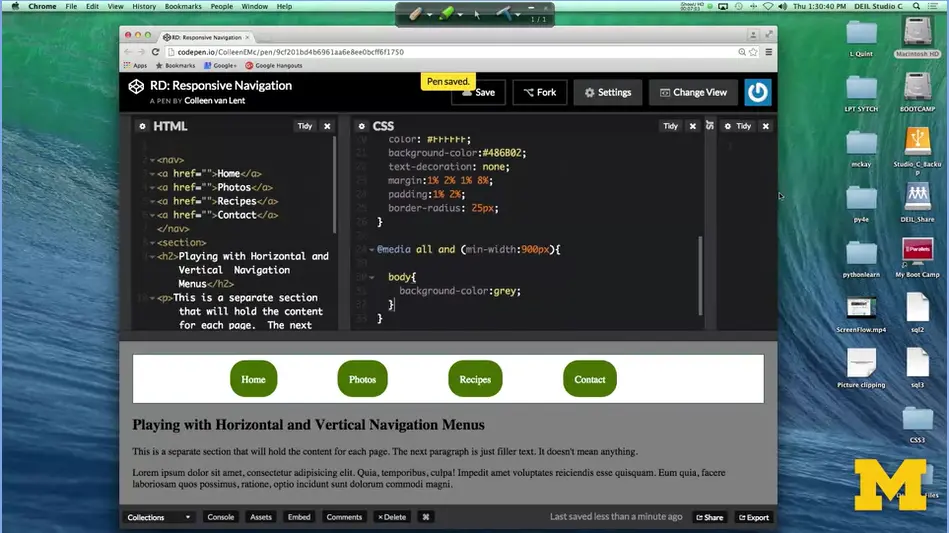 Chrome File Edit View History Bookmarks People Window Help
Thu 1:30:40 PM DEIL Studio C
1 / 1
RD: Responsive Navigation
codepen.io/ColleenEMc/pen/9cf201bd4b6961aa6e8ee0bcff6f1750
Apps Bookmarks Google+ Google Hangouts
RD: Responsive Navigation
A PEN BY Colleen van Lent
Pen saved.
Save
Fork
Settings
Change View
HTML
Tidy
CSS
Tidy
JS
Tidy
<nav>
<a href="">Home</a>
<a href="">Photos</a>
<a href="">Recipes</a>
<a href="">Contact</a>
</nav>
<section>
<h2>Playing with Horizontal and
Vertical Navigation
Menus</h2>
<p>This is a separate section
that will hold the content
for each page. The next
color: #FFFFFF;
background-color:#486B02;
text-decoration: none;
margin:1% 2% 1% 8%;
padding:1% 2%;
border-radius: 25px;
}
@media all and (min-width:900px){
body{
background-color:grey;
}
}
Home
Photos
Recipes
Contact
Playing with Horizontal and Vertical Navigation Menus
This is a separate section that will hold the content for each page. The next paragraph is just filler text. It doesn't mean anything.
Lorem ipsum dolor sit amet, consectetur adipisicing elit. Quia, temporibus, culpa! Impedit amet voluptates reiciendis esse quisquam. Eum quia, facere
laboriosam quos possimus, ratione, optio incidunt sunt dolorum commodi magni.
Collections
Console
Assets
Embed
Comments
× Delete
⌘
Last saved less than a minute ago
Share
Export
L Quint
Macintosh HD
LPT SYTCH
BOOTCAMP
mckay
Studio_C_Backu
p
py4e
DEIL_Share
Parallels
pythonlearn
My Boot Camp
ScreenFlow.mp4
sql2
Picture clipping
sql3
CSS3
M
Files